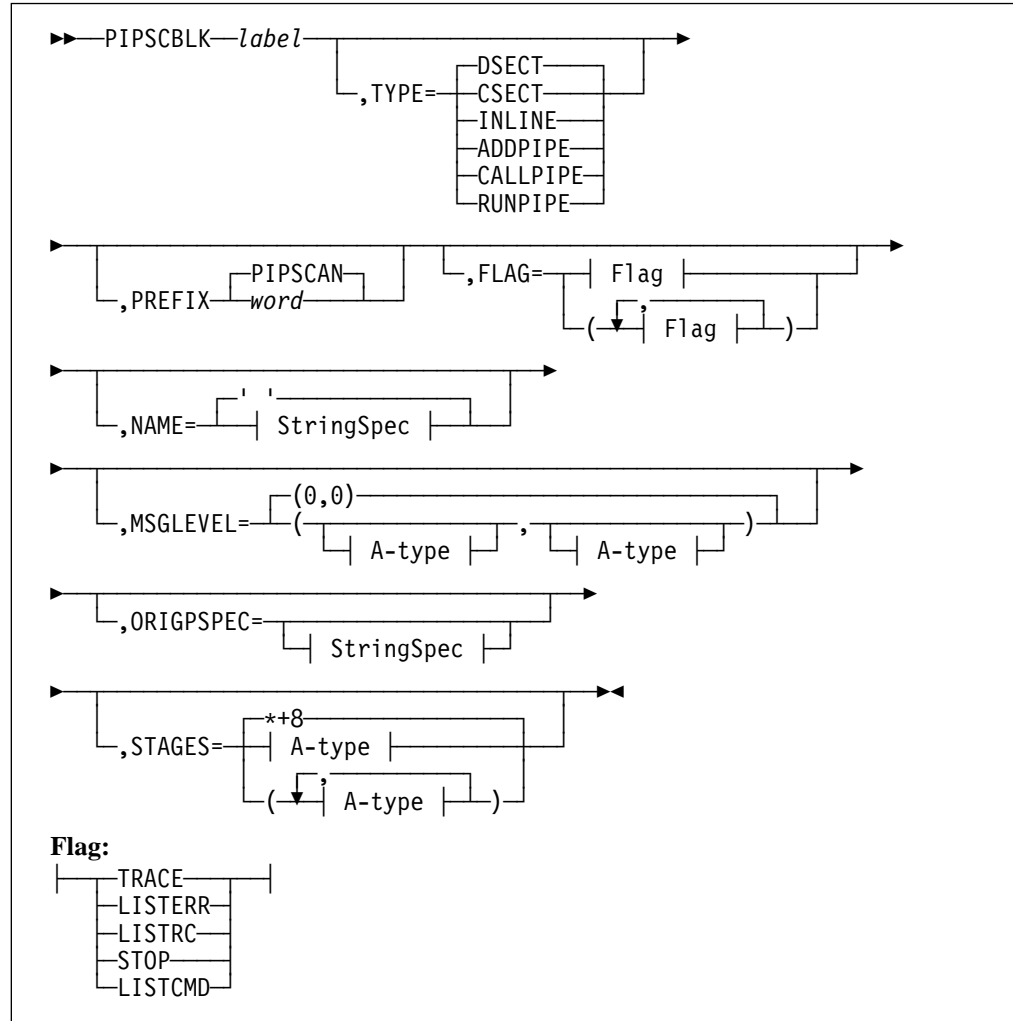 PIPSCBLK label
DSECT
,TYPE= CSECT
INLINE
ADDPIPE
CALLPIPE
RUNPIPE
PIPSCAN ,FLAG= Flag
,PREFIX word ,
( Flag )
' '
,NAME= StringSpec
(0,0)
,MSGLEVEL= ( , )
A-type A-type
,ORIGPSPEC=
StringSpec
*+8
,STAGES= A-type
,
( A-type )
Flag:
TRACE
LISTERR
LISTRC
STOP
LISTCMD